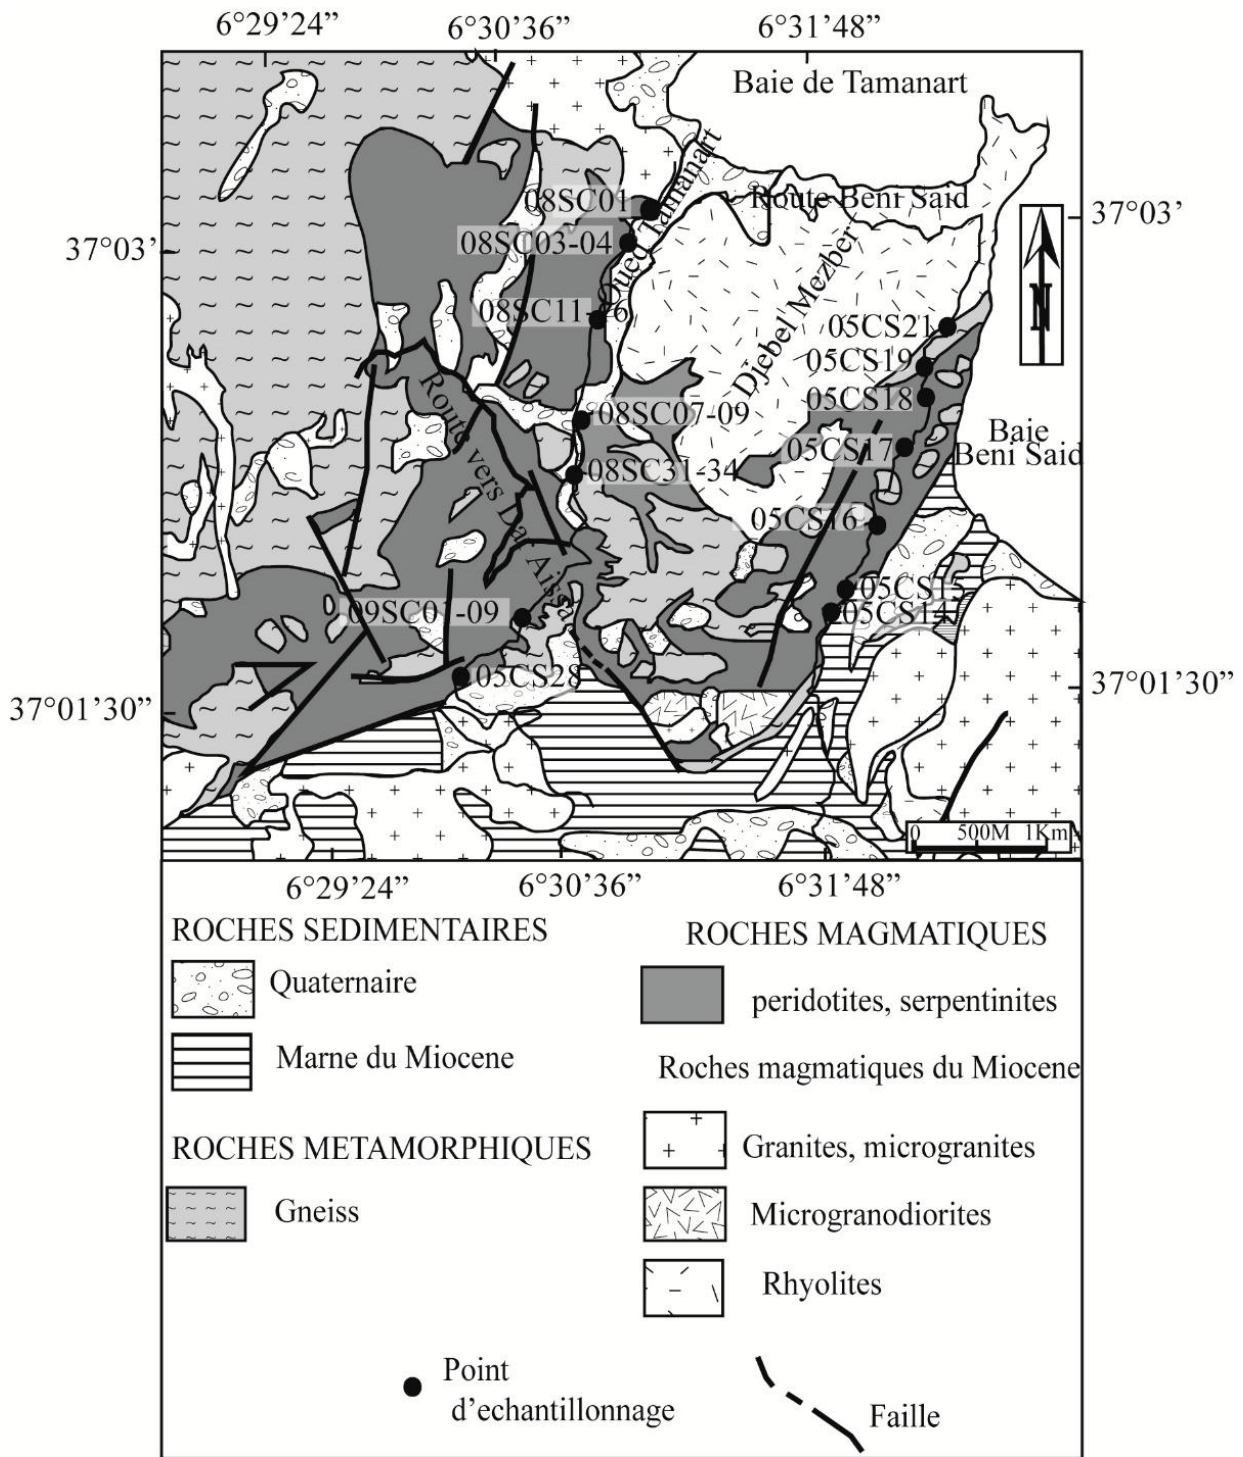 6°29’24” 6°30’36” 6°31’48”
Baie de Tamanart
08SC01
Route Beni Said
37°03’
37°03’
08SC03-04
Oued Tamanart
Djebel Mezber
N
05CS21
05CS19
05CS18
Route vers Dar Aissa
08SC07-09
05CS17
Baie
Beni Said
08SC31-34
05CS16
05CS15
09SC01-09
05CS14
05CS28
37°01’30”
37°01’30”
0 500M 1Km
6°29’24” 6°30’36” 6°31’48”
ROCHES SEDIMENTAIRES
Quaternaire
Marne du Miocene
ROCHES METAMORPHIQUES
Gneiss
ROCHES MAGMATIQUES
peridotites, serpentinites
Roches magmatiques du Miocene
Granites, microgranites
Microgranodiorites
Rhyolites
Point
d’echantillonnage
Faille